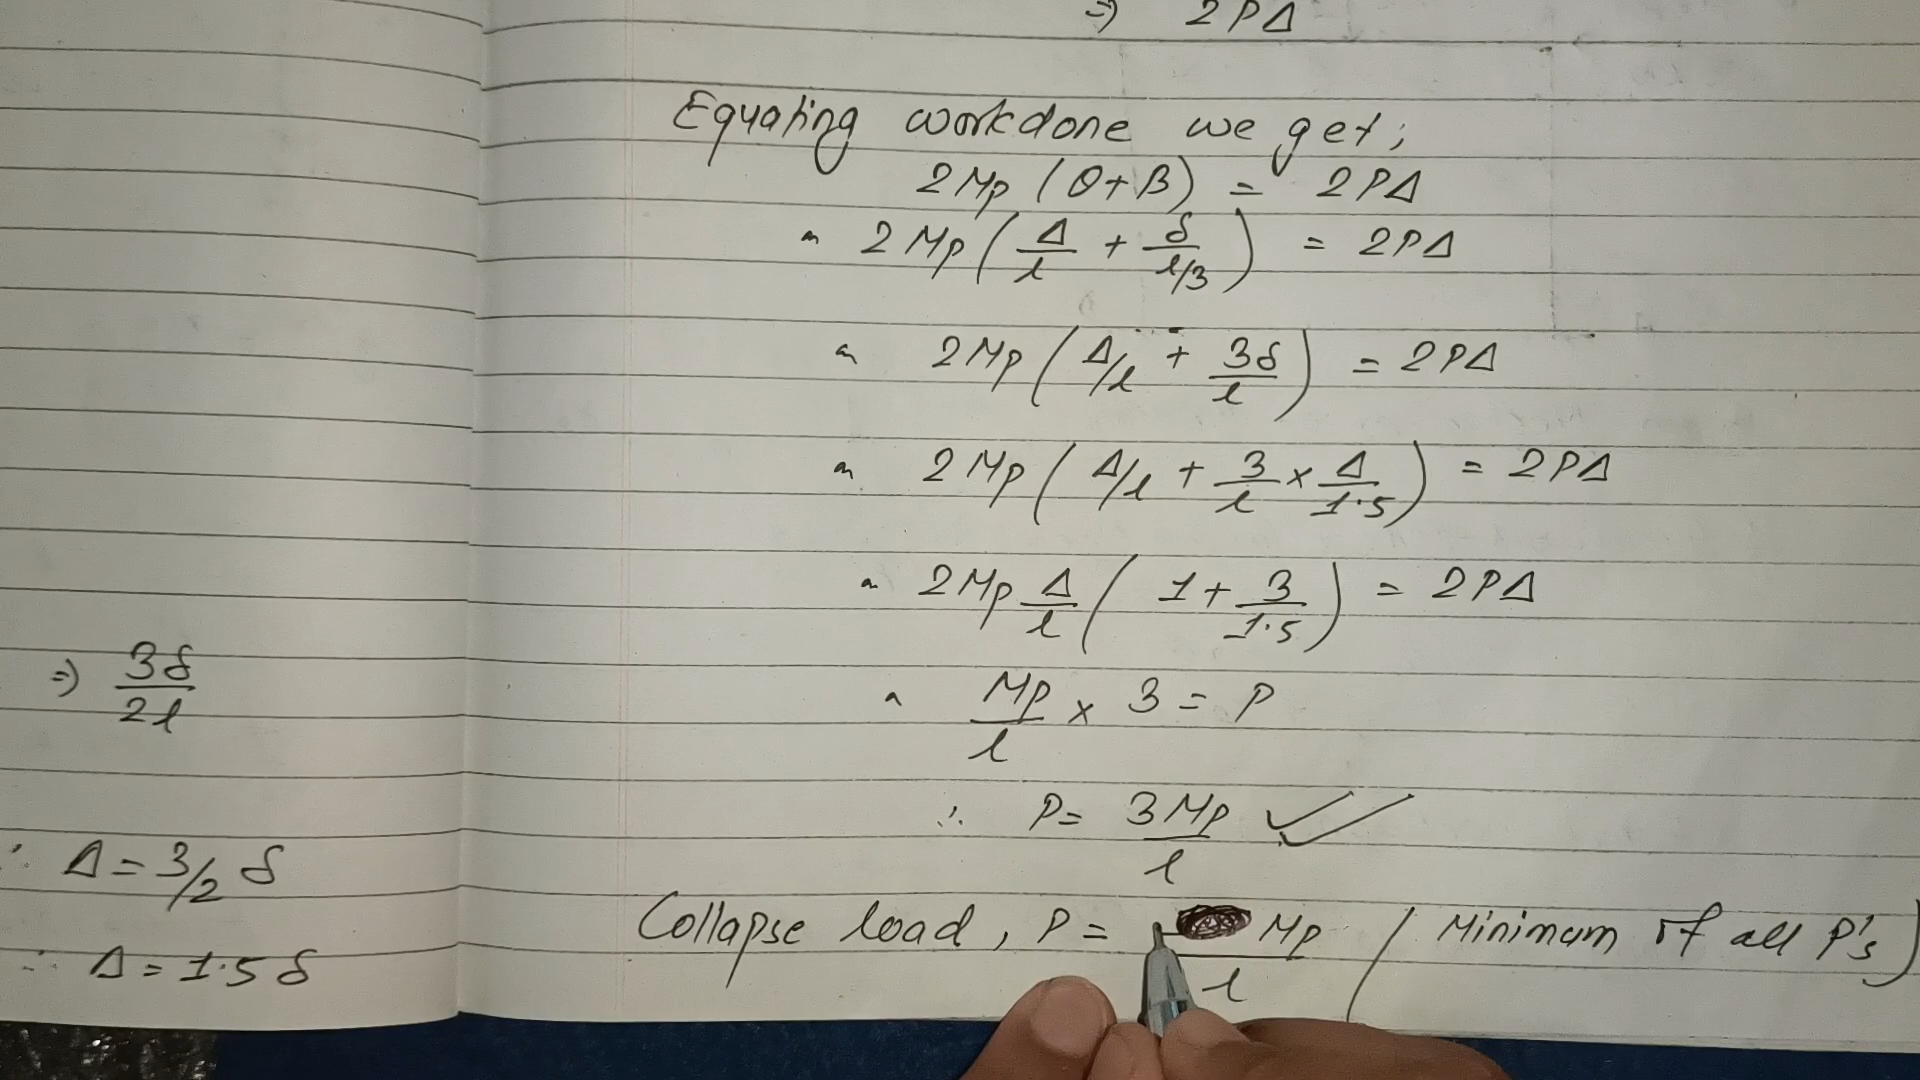 ⇒ 2PΔ
Equating workdone we get;
2Mp (θ+β) = 2PΔ
2Mp (Δ/l + δ/(l/3)) = 2PΔ
2Mp (Δ/l + 3δ/l) = 2PΔ
2Mp (Δ/l + 3/l × Δ/1.5) = 2PΔ
2Mp Δ/l (1 + 3/1.5) = 2PΔ
Mp/l × 3 = P
∴ P = 3Mp/l
Collapse load, P = Mp/l (Minimum of all P's)
⇒ 3δ/2l
∴ Δ = 3/2 δ
∴ Δ = 1.5 δ